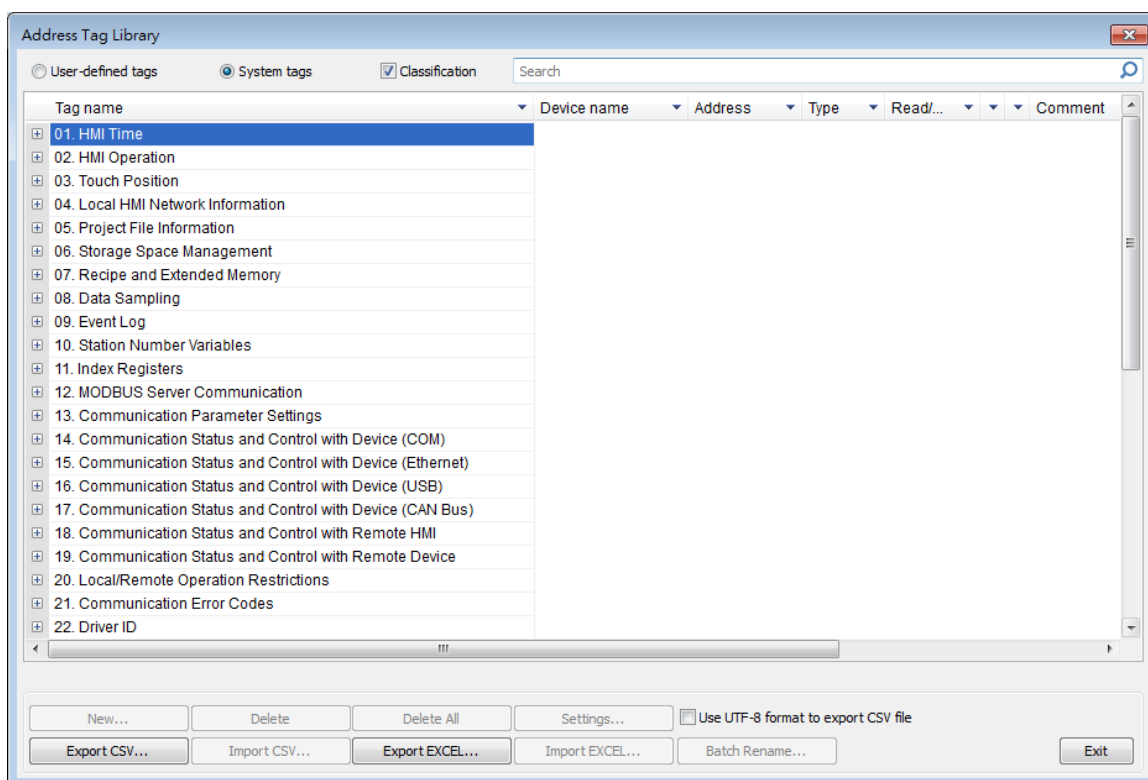 Address Tag Library
User-defined tags System tags Classification Search
Tag name Device name Address Type Read/... Comment
01. HMI Time
02. HMI Operation
03. Touch Position
04. Local HMI Network Information
05. Project File Information
06. Storage Space Management
07. Recipe and Extended Memory
08. Data Sampling
09. Event Log
10. Station Number Variables
11. Index Registers
12. MODBUS Server Communication
13. Communication Parameter Settings
14. Communication Status and Control with Device (COM)
15. Communication Status and Control with Device (Ethernet)
16. Communication Status and Control with Device (USB)
17. Communication Status and Control with Device (CAN Bus)
18. Communication Status and Control with Remote HMI
19. Communication Status and Control with Remote Device
20. Local/Remote Operation Restrictions
21. Communication Error Codes
22. Driver ID
New... Delete Delete All Settings... Use UTF-8 format to export CSV file
Export CSV... Import CSV... Export EXCEL... Import EXCEL... Batch Rename... Exit